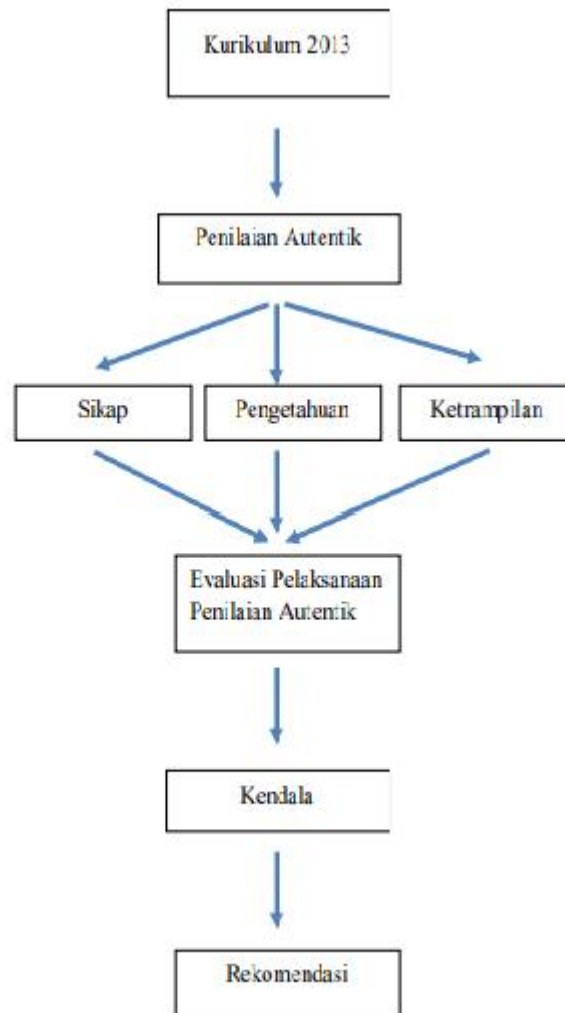 Kurikulum 2013
Penilaian Autentik
Sikap
Pengetahuan
Ketrampilan
Evaluasi Pelaksanaan
Penilaian Autentik
Kendala
Rekomendasi